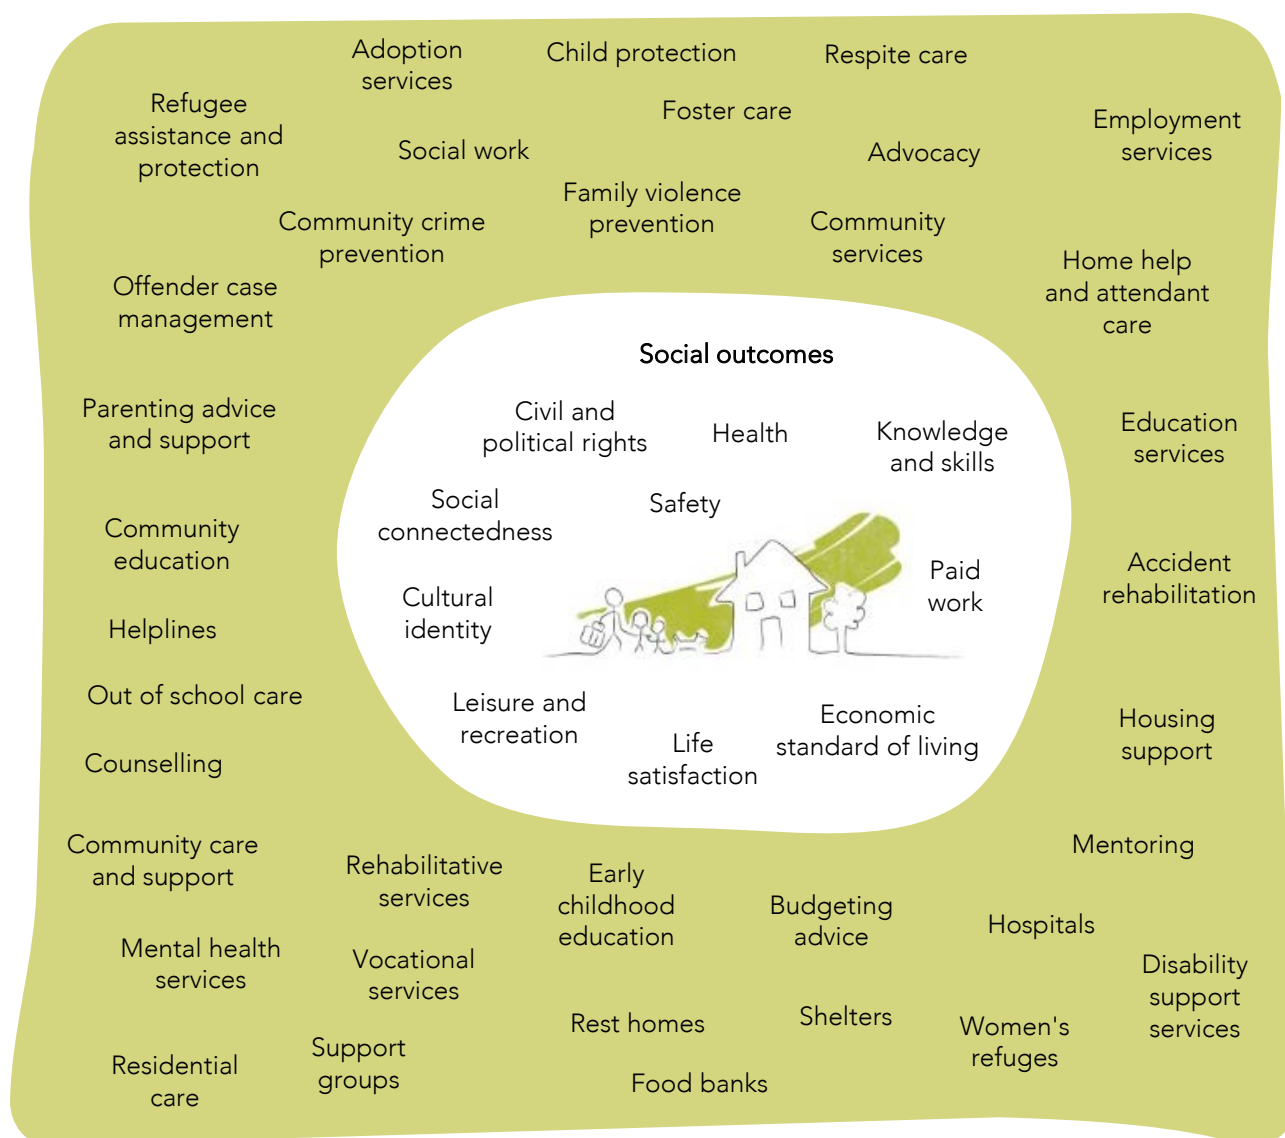 Adoption
services
Child protection
Respite care
Refugee
assistance and
protection
Foster care
Employment
services
Social work
Advocacy
Family violence
prevention
Community crime
prevention
Community
services
Home help
and attendant
care
Offender case
management
Social outcomes
Parenting advice
and support
Civil and
political rights
Health
Knowledge
and skills
Education
services
Social
connectedness
Safety
Community
education
Paid
work
Accident
rehabilitation
Cultural
identity
Helplines
Out of school care
Leisure and
recreation
Life
satisfaction
Economic
standard of living
Housing
support
Counselling
Community care
and support
Rehabilitative
services
Early
childhood
education
Budgeting
advice
Mentoring
Hospitals
Mental health
services
Vocational
services
Disability
support
services
Rest homes
Shelters
Women's
refuges
Residential
care
Support
groups
Food banks